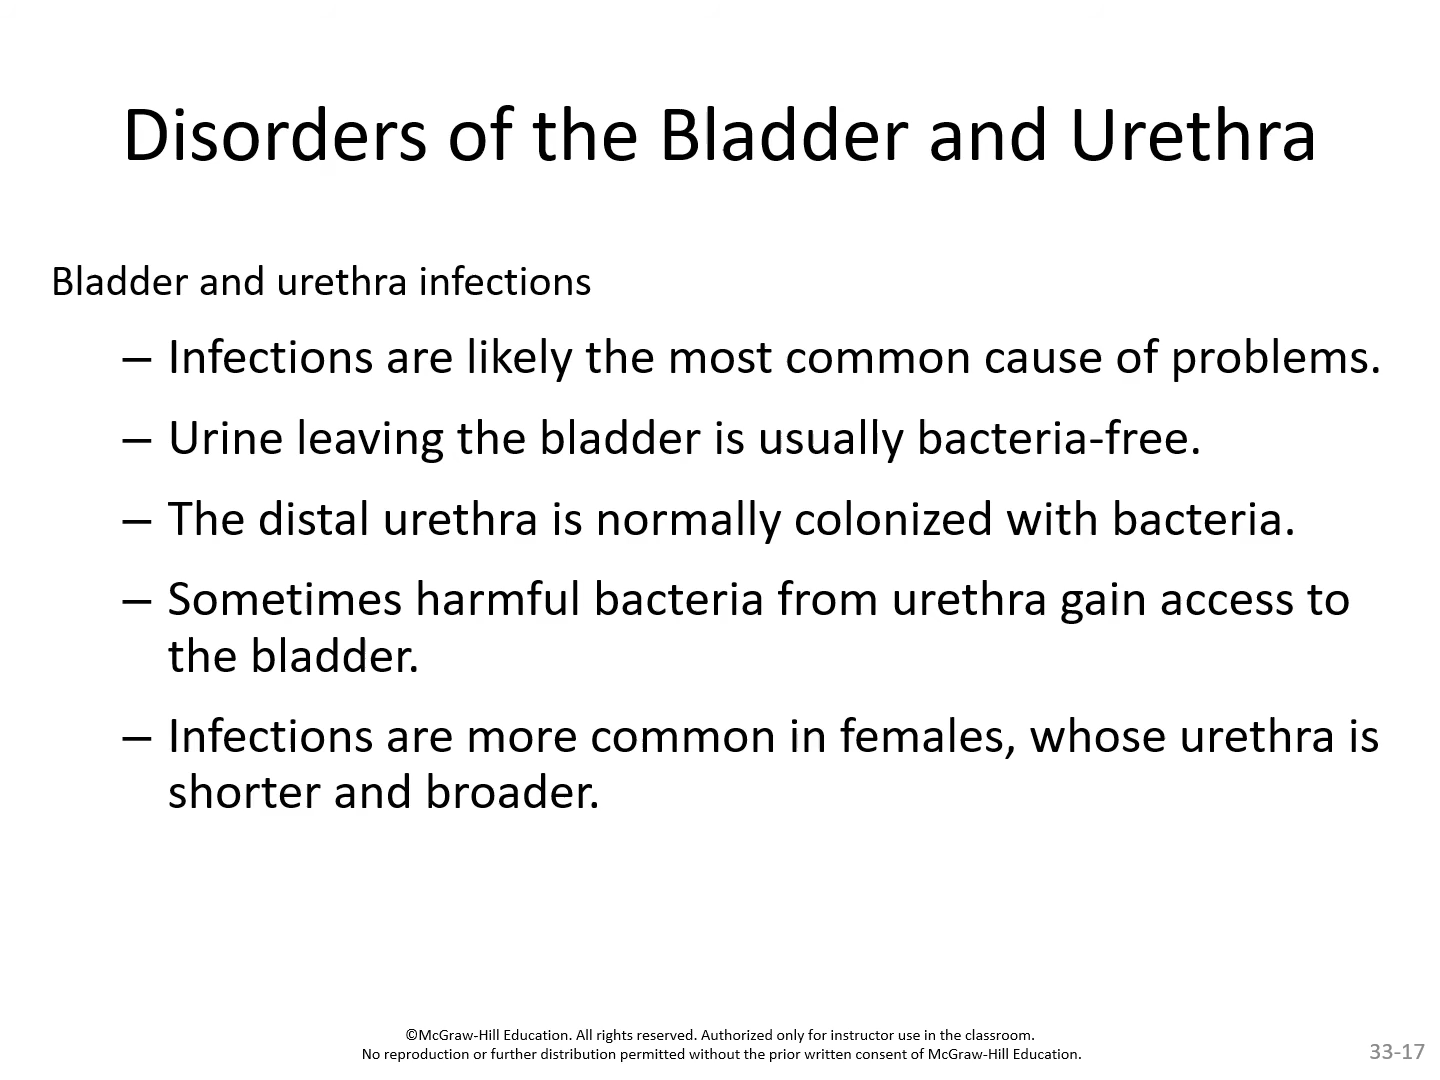 Disorders of the Bladder and Urethra
Bladder and urethra infections
– Infections are likely the most common cause of problems.
– Urine leaving the bladder is usually bacteria-free.
– The distal urethra is normally colonized with bacteria.
– Sometimes harmful bacteria from urethra gain access to
the bladder.
– Infections are more common in females, whose urethra is
shorter and broader.
©McGraw-Hill Education. All rights reserved. Authorized only for instructor use in the classroom.
No reproduction or further distribution permitted without the prior written consent of McGraw-Hill Education.
33-17